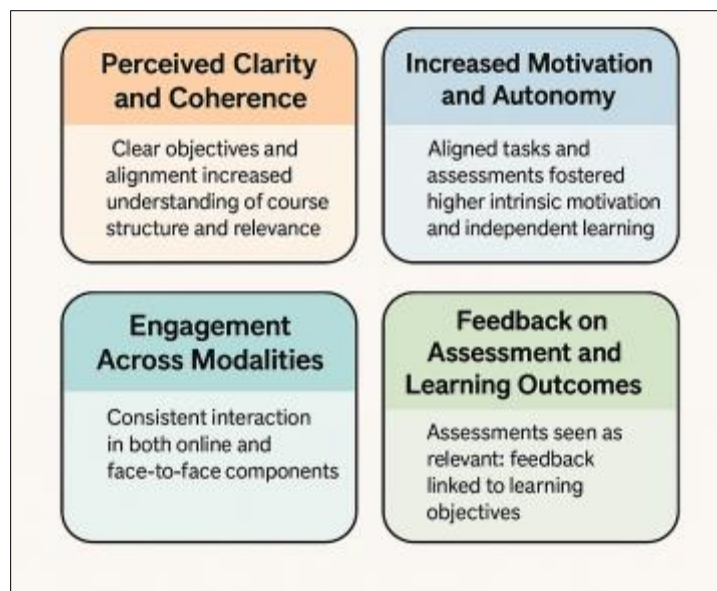 Perceived Clarity
and Coherence
Clear objectives and
alignment increased
understanding of course
structure and relevance
Increased Motivation
and Autonomy
Aligned tasks and
assessments fostered
higher intrinsic motivation
and independent learning
Engagement
Across Modalities
Consistent interaction
in both online and
face-to-face components
Feedback on
Assessment and
Learning Outcomes
Assessments seen as
relevant: feedback
linked to learning
objectives